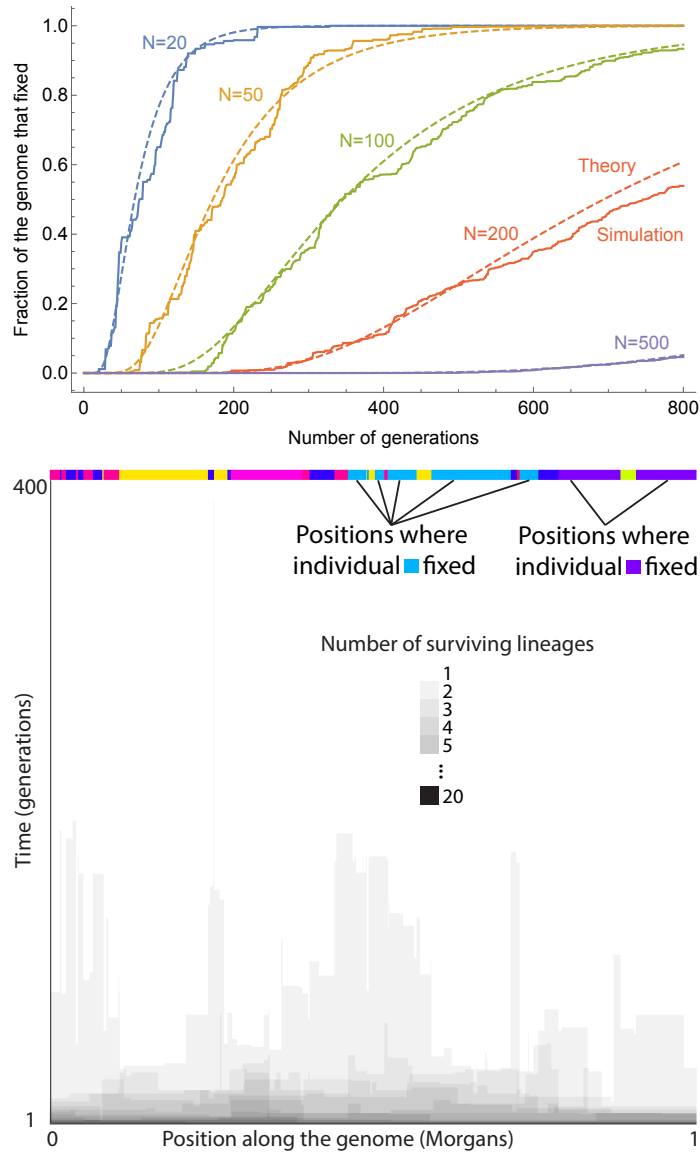 Fraction of the genome that fixed
1.0
0.8
0.6
0.4
0.2
0.0
N=20
N=50
N=100
Theory
N=200
Simulation
N=500
0
200
400
600
800
Number of generations
400
Positions where
individual fixed
Positions where
individual fixed
Number of surviving lineages
1
2
3
4
5
...
20
Time (generations)
1
0
Position along the genome (Morgans)
1